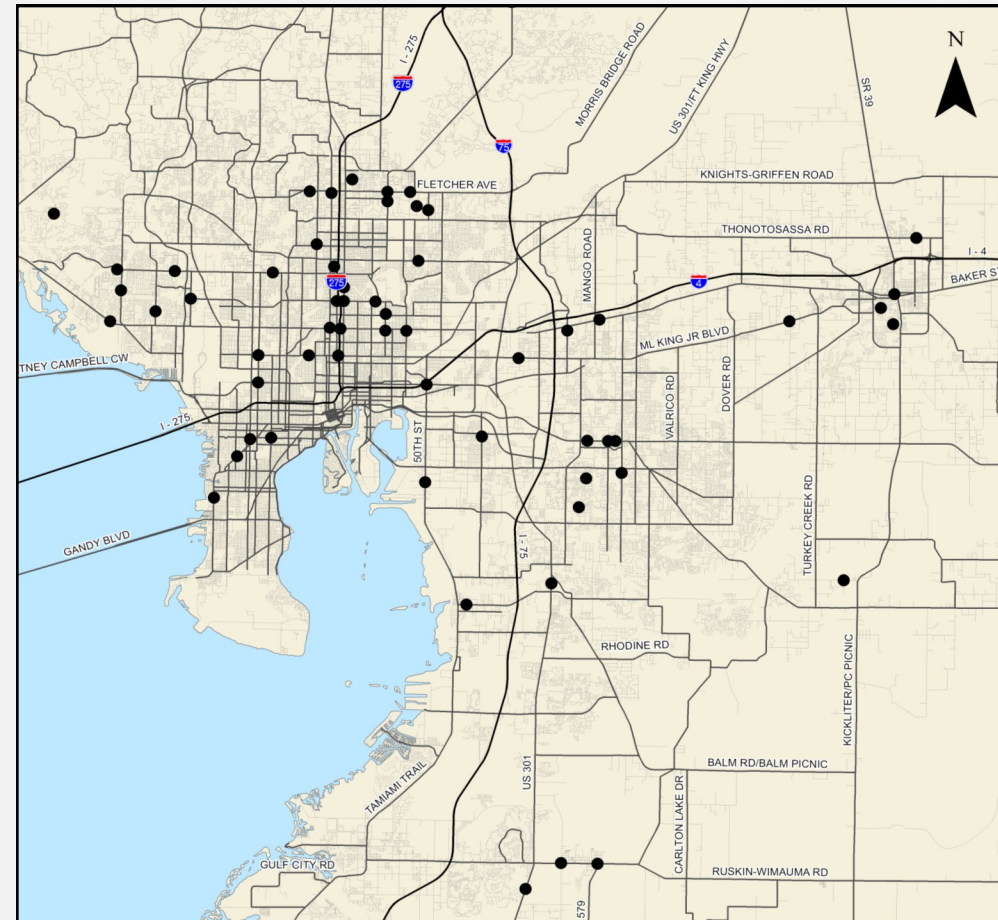 I - 275
275
MORRIS BRIDGE ROAD
US 301/FT KING HWY
SR 39
N
75
FLETCHER AVE
KNIGHTS-GRIFFEN ROAD
THONOTOSASSA RD
MANGO ROAD
I - 4
275
4
BAKER ST
ML KING JR BLVD
TNEY CAMPBELL CW
VALRICO RD
DOVER RD
I - 275
50TH ST
GANDY BLVD
I - 75
TURKEY CREEK RD
RHODINE RD
KICKLITER/PC PICNIC
US 301
BALM RD/BALM PICNIC
TAMIAMI TRAIL
CARLTON LAKE DR
GULF CITY RD
RUSKIN-WIMAUMA RD
579